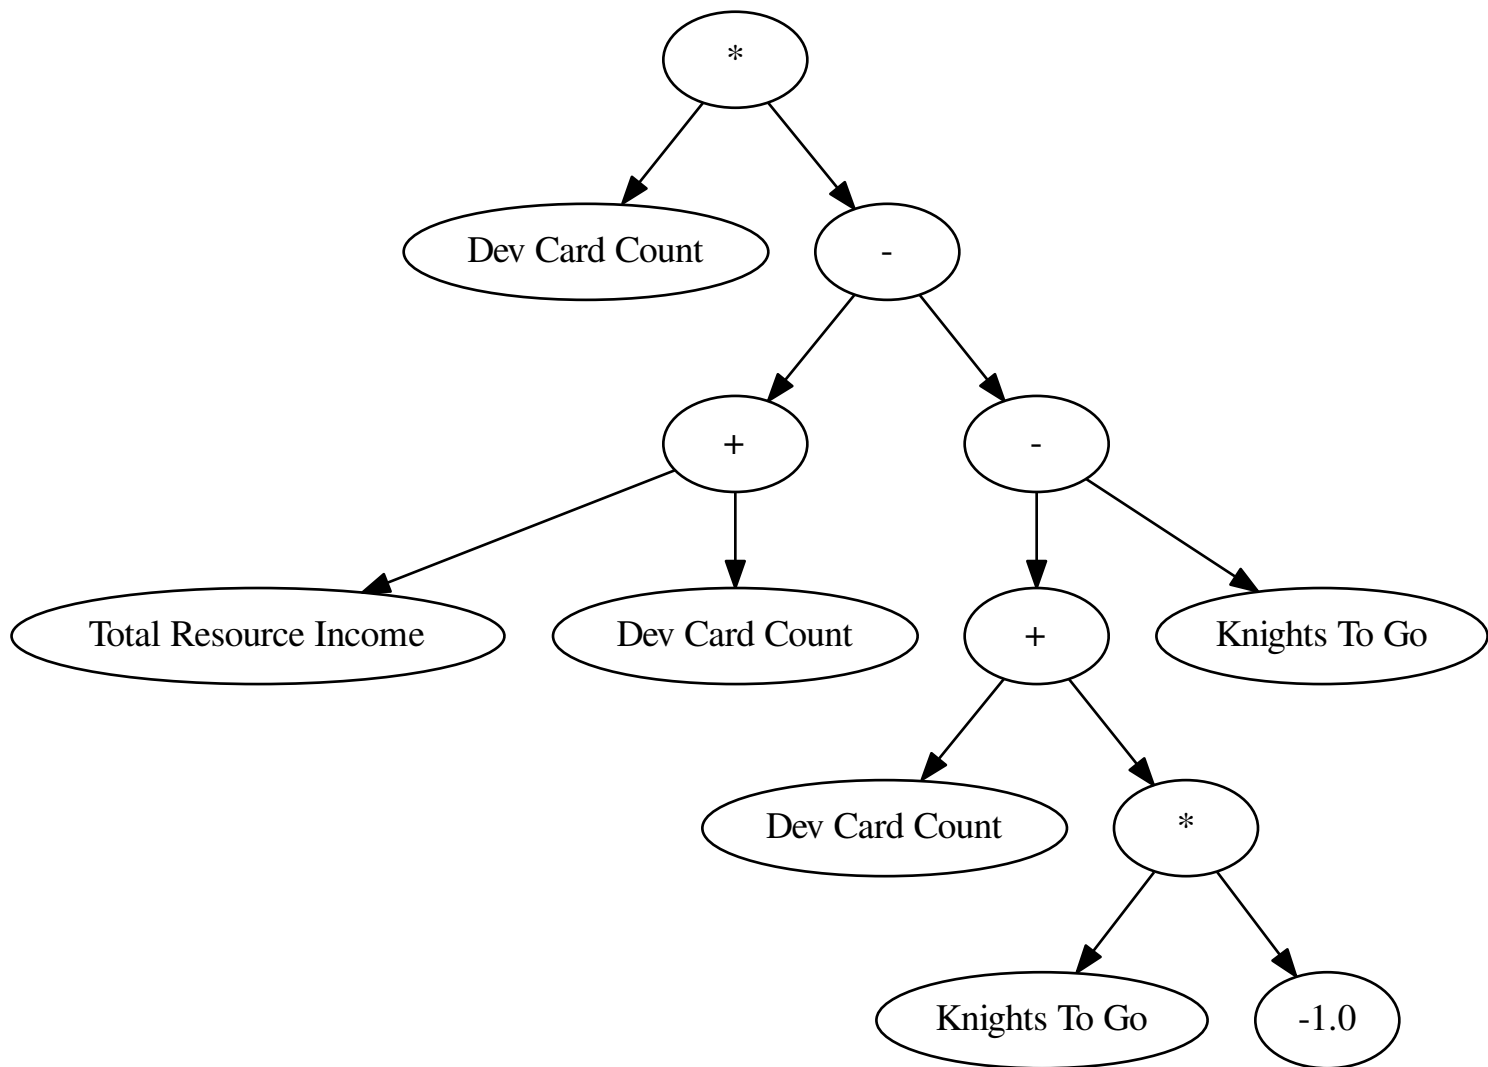 *
Dev Card Count
-
+
-
Total Resource Income
Dev Card Count
+
Knights To Go
Dev Card Count
*
Knights To Go
-1.0